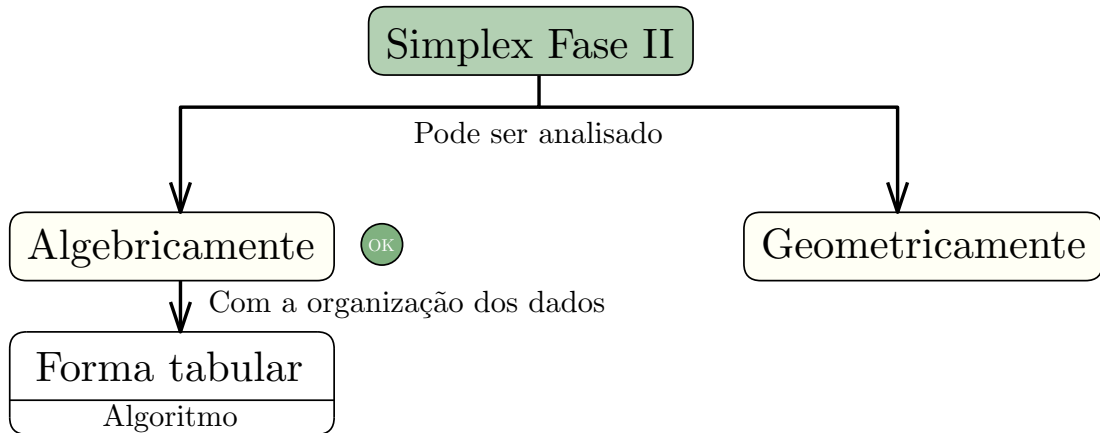 Simplex Fase II
Pode ser analisado
Algebricamente
OK
Geometricamente
Com a organização dos dados
Forma tabular
Algoritmo